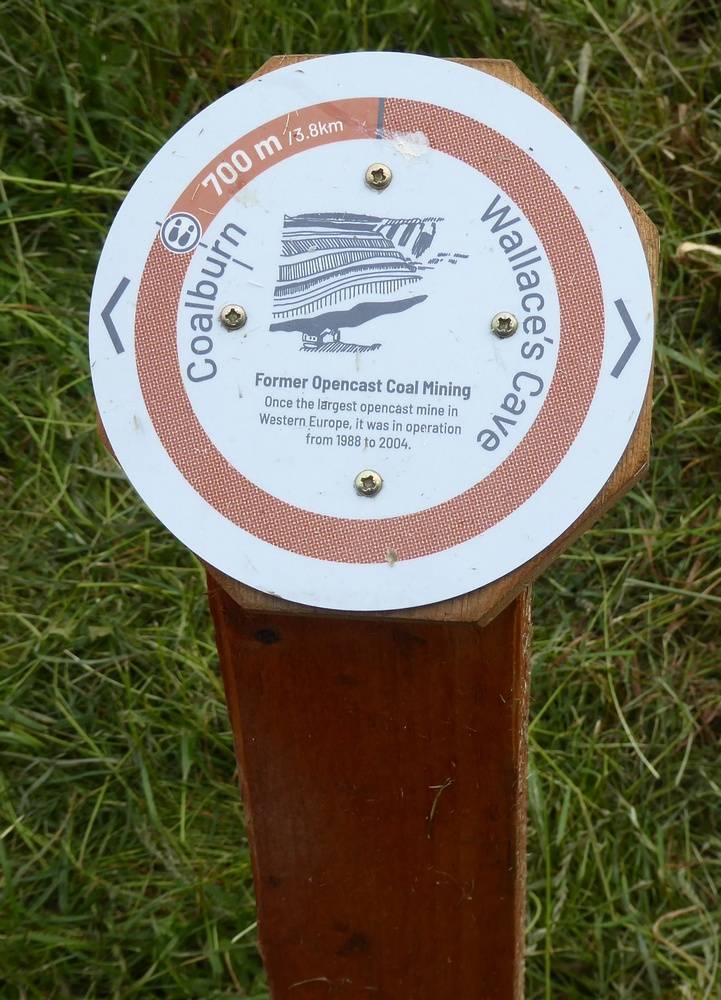 700 m /3.8km
Coalburn
Wallace's Cave
Former Opencast Coal Mining
Once the largest opencast mine in
Western Europe, it was in operation
from 1988 to 2004.